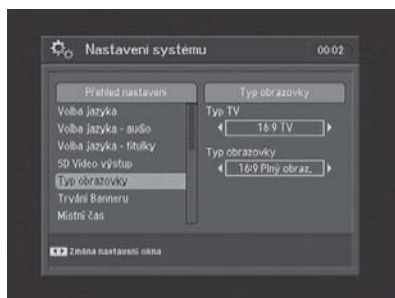 Nastavení systému 00:02
Přehled nastavení
Volba jazyka
Volba jazyka - audio
Volba jazyka - titulky
SD Video výstup
Typ obrazovky
Trvání Banneru
Místní čas
Typ obrazovky
Typ TV
16:9 TV
Typ obrazovky
16:9 Plný obraz.
Změna nastavení okna